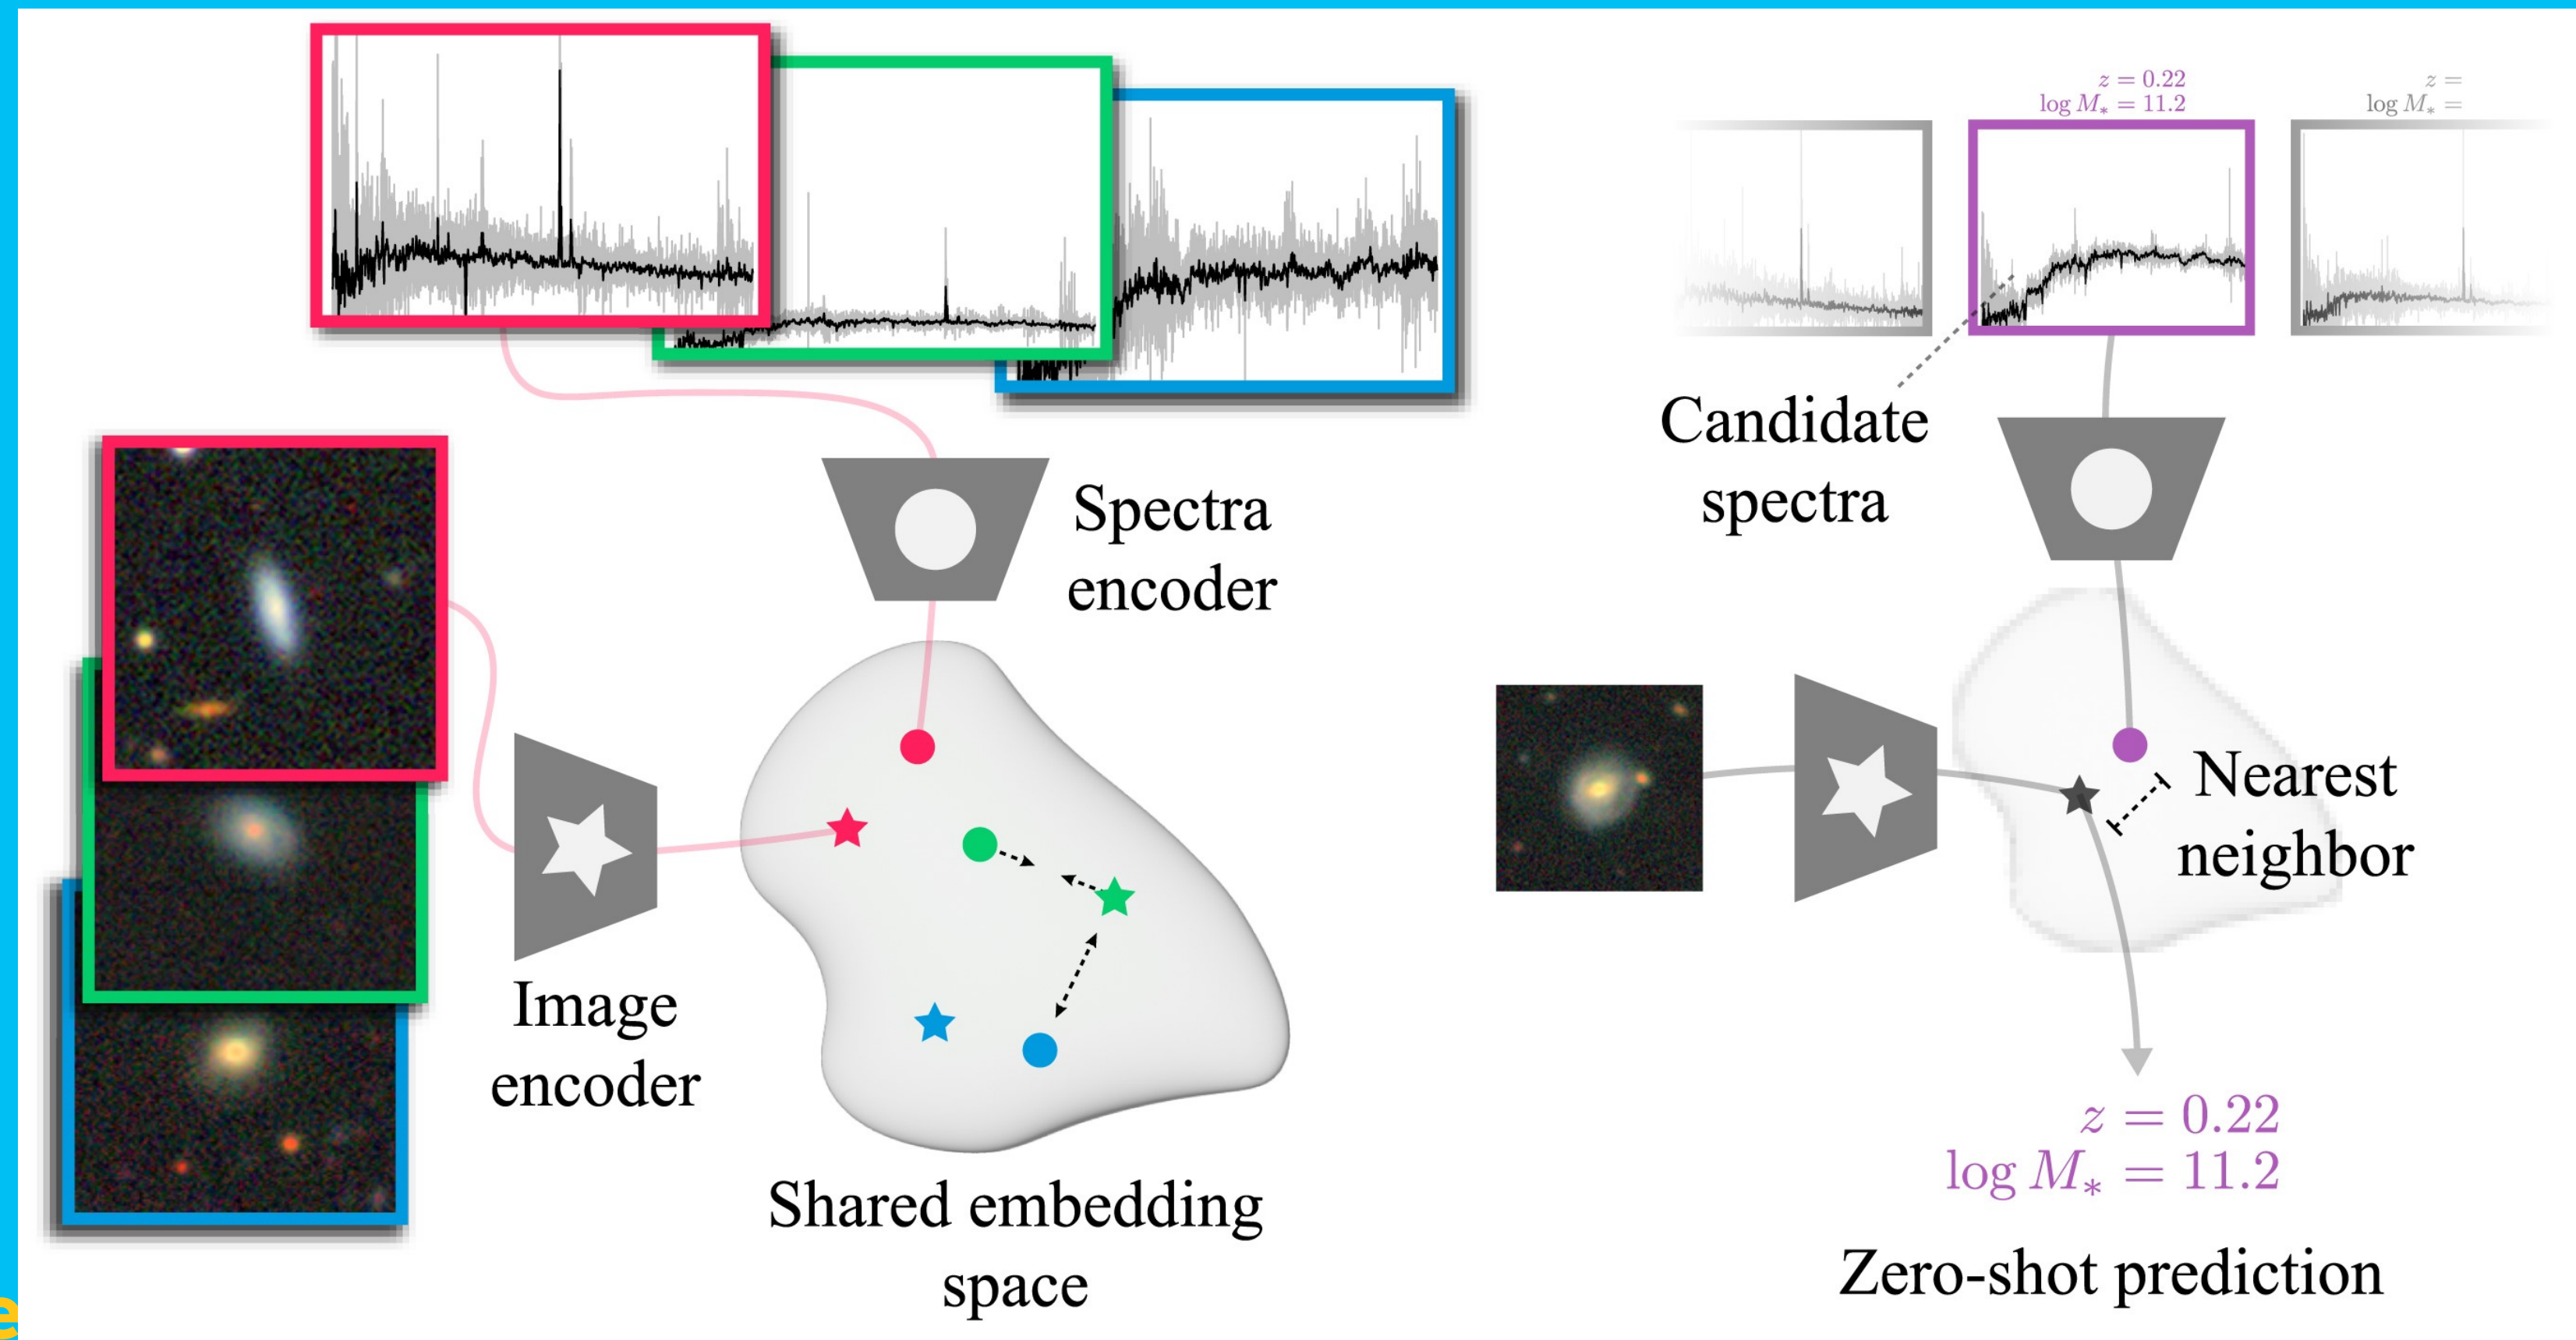 z = 0.22
log M∗ = 11.2
z =
log M∗ =
Candidate
spectra
Spectra
encoder
Nearest
neighbor
Image
encoder
z = 0.22
log M∗ = 11.2
Shared embedding
space
Zero-shot prediction
e